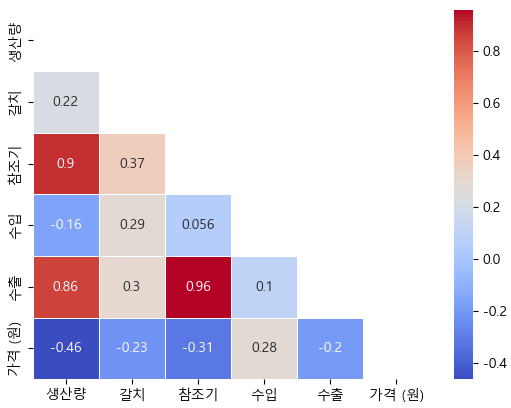 생산량
갈치 0.22
참조기 0.9 0.37
수입 -0.16 0.29 0.056
수출 0.86 0.3 0.96 0.1
가격 (원) -0.46 -0.23 -0.31 0.28 -0.2
생산량 갈치 참조기 수입 수출 가격 (원)
0.8
0.6
0.4
0.2
0.0
-0.2
-0.4